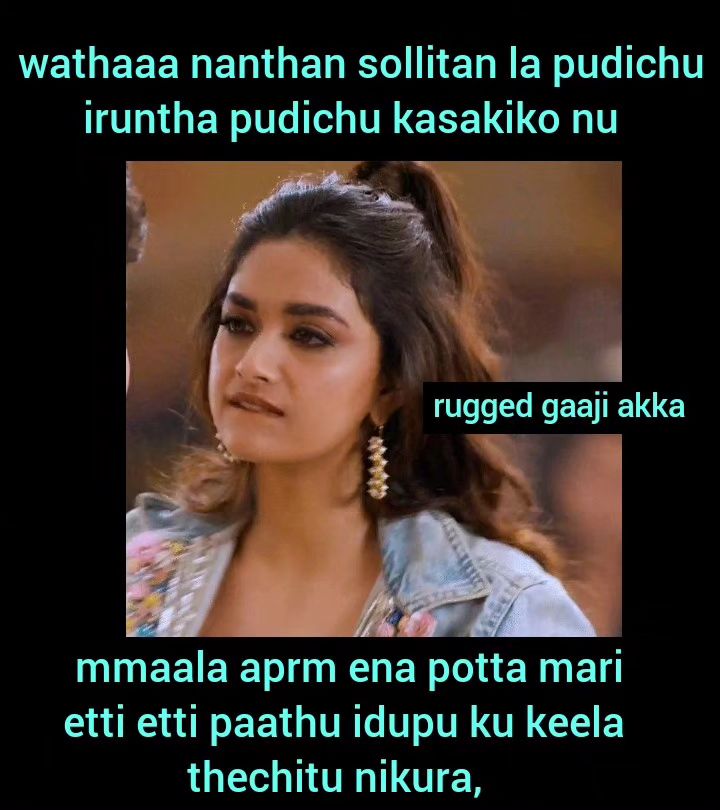 wathaaa nanthan sollitan la pudichu
iruntha pudichu kasakiko nu
rugged gaaji akka
mmaala aprm ena potta mari
etti etti paathu idupu ku keela
thechitu nikura,